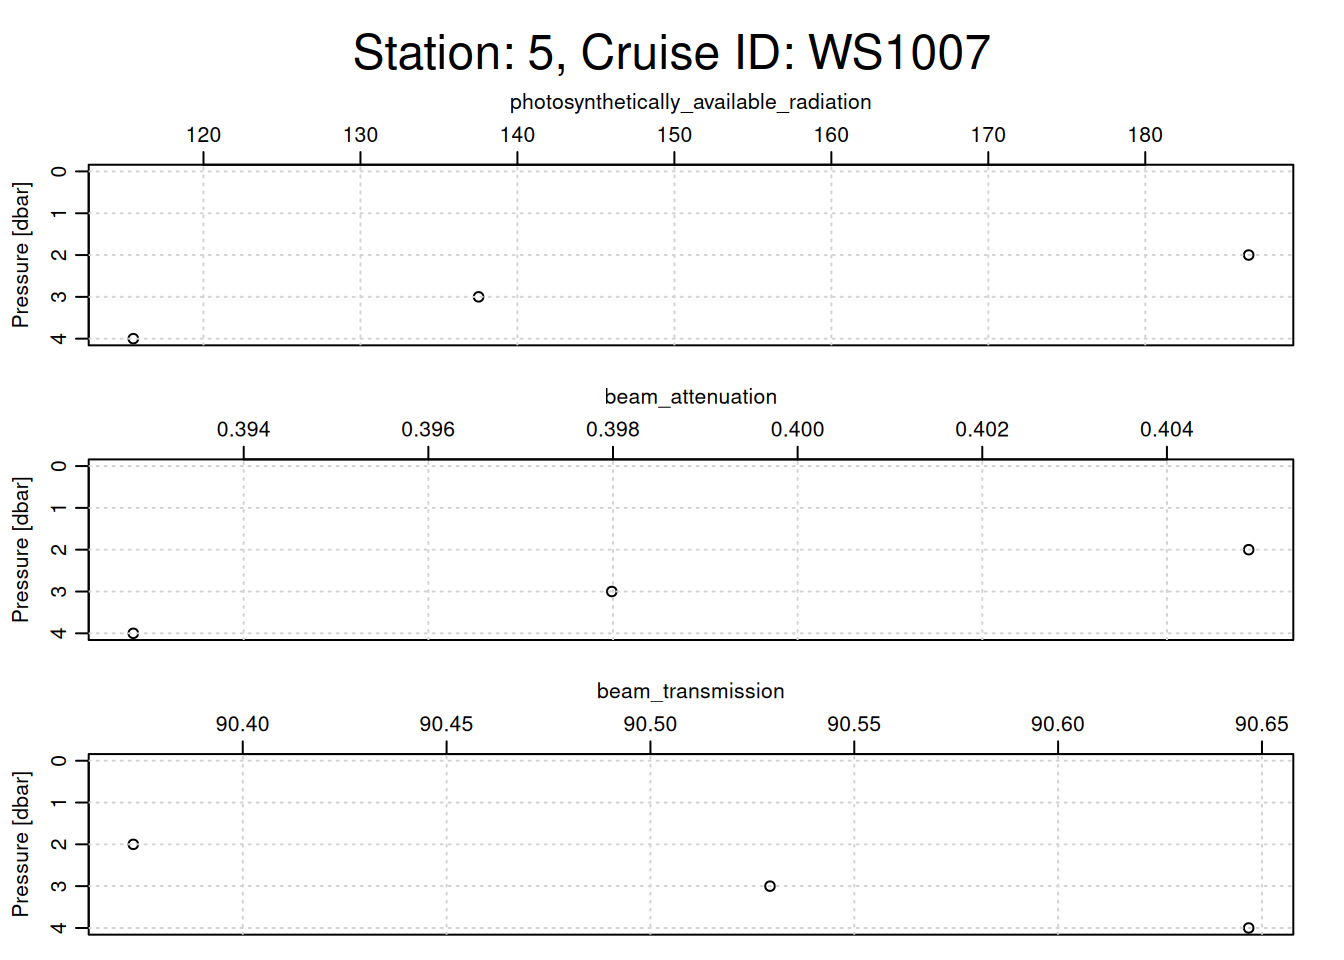 Station: 5, Cruise ID: WS1007
photosynthetically_available_radiation
120 130 140 150 160 170 180
Pressure [dbar]
0
1
2
3
4
beam_attenuation
0.394 0.396 0.398 0.400 0.402 0.404
Pressure [dbar]
0
1
2
3
4
beam_transmission
90.40 90.45 90.50 90.55 90.60 90.65
Pressure [dbar]
0
1
2
3
4